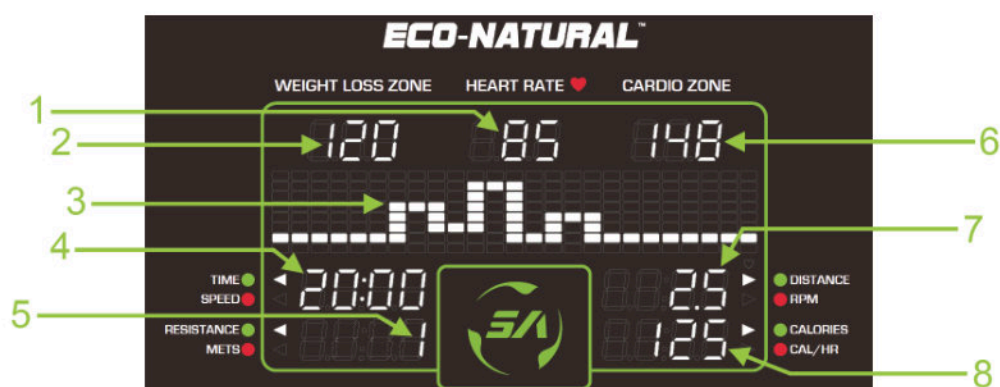 ECO-NATURAL™
WEIGHT LOSS ZONE HEART RATE CARDIO ZONE
1
2 120 85 148 6
3
4 7
TIME 20:00 2.5 DISTANCE
SPEED RPM
5 SA
RESISTANCE 1 125 CALORIES
METS CAL/HR
8